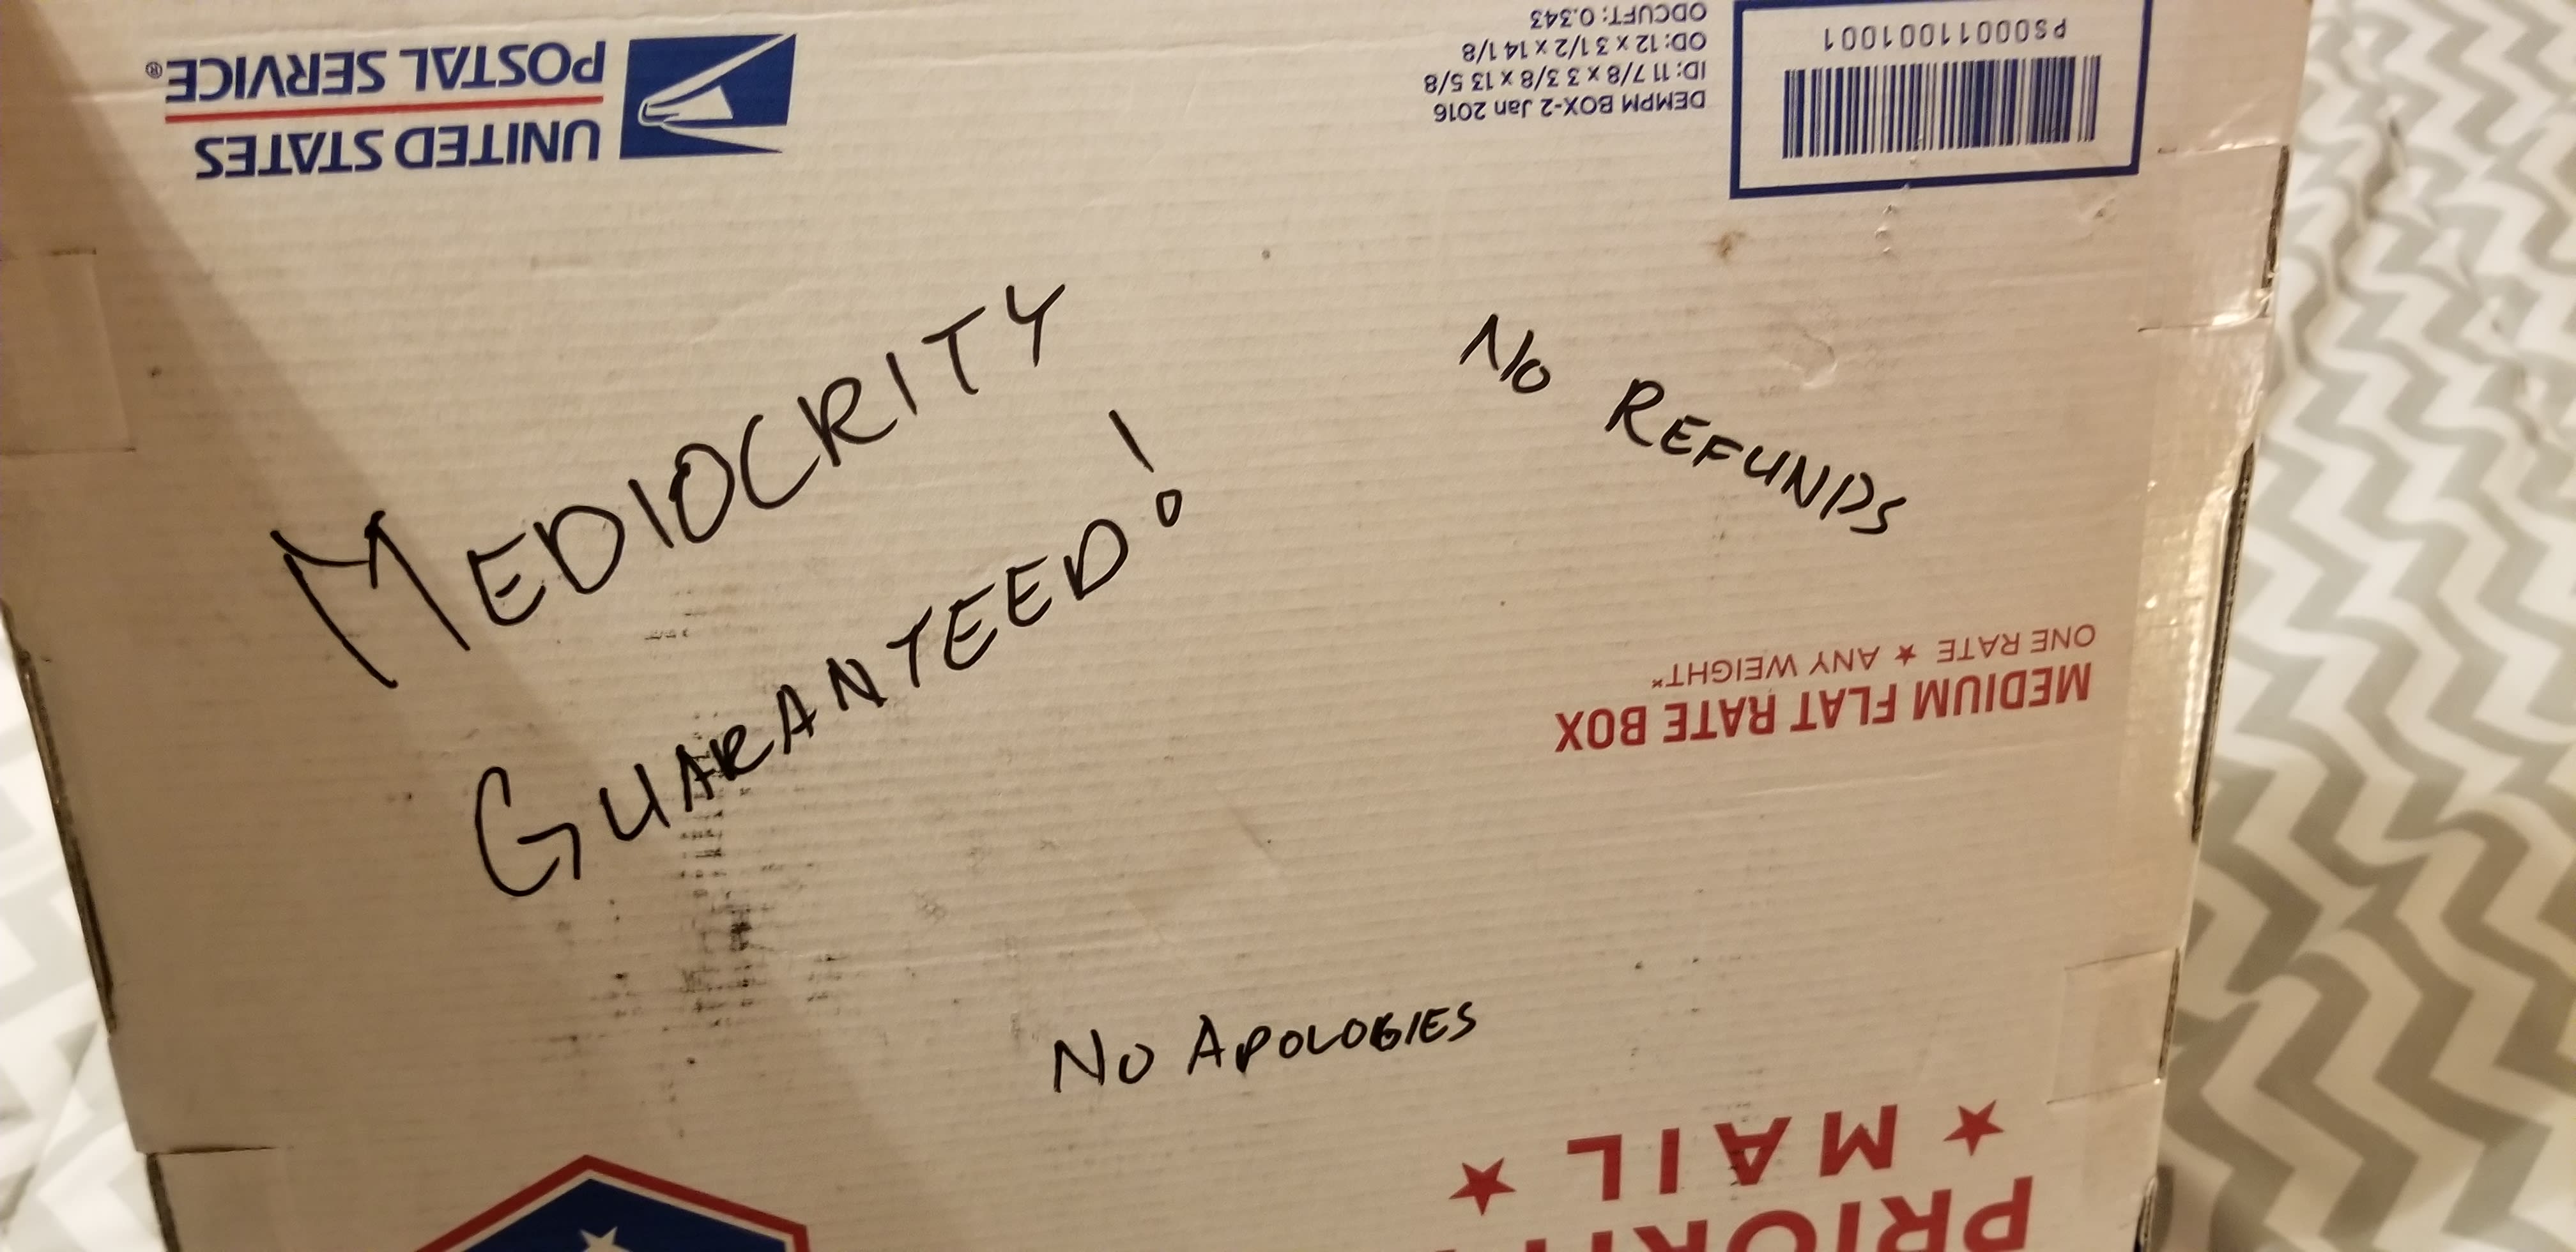 MEDIOCRITY
GUARANTEED!
NO REFUNDS
NO APOLOGIES
PRIORITY
★ MAIL ★
MEDIUM FLAT RATE BOX
ONE RATE ★ ANY WEIGHT*
UNITED STATES
POSTAL SERVICE®
DEMPM BOX-2 Jan 2016
ID: 11 7/8 x 3 3/8 x 13 5/8
OD: 12 x 3 1/2 x 14 1/8
ODCUFT: 0.343
PS00011001001